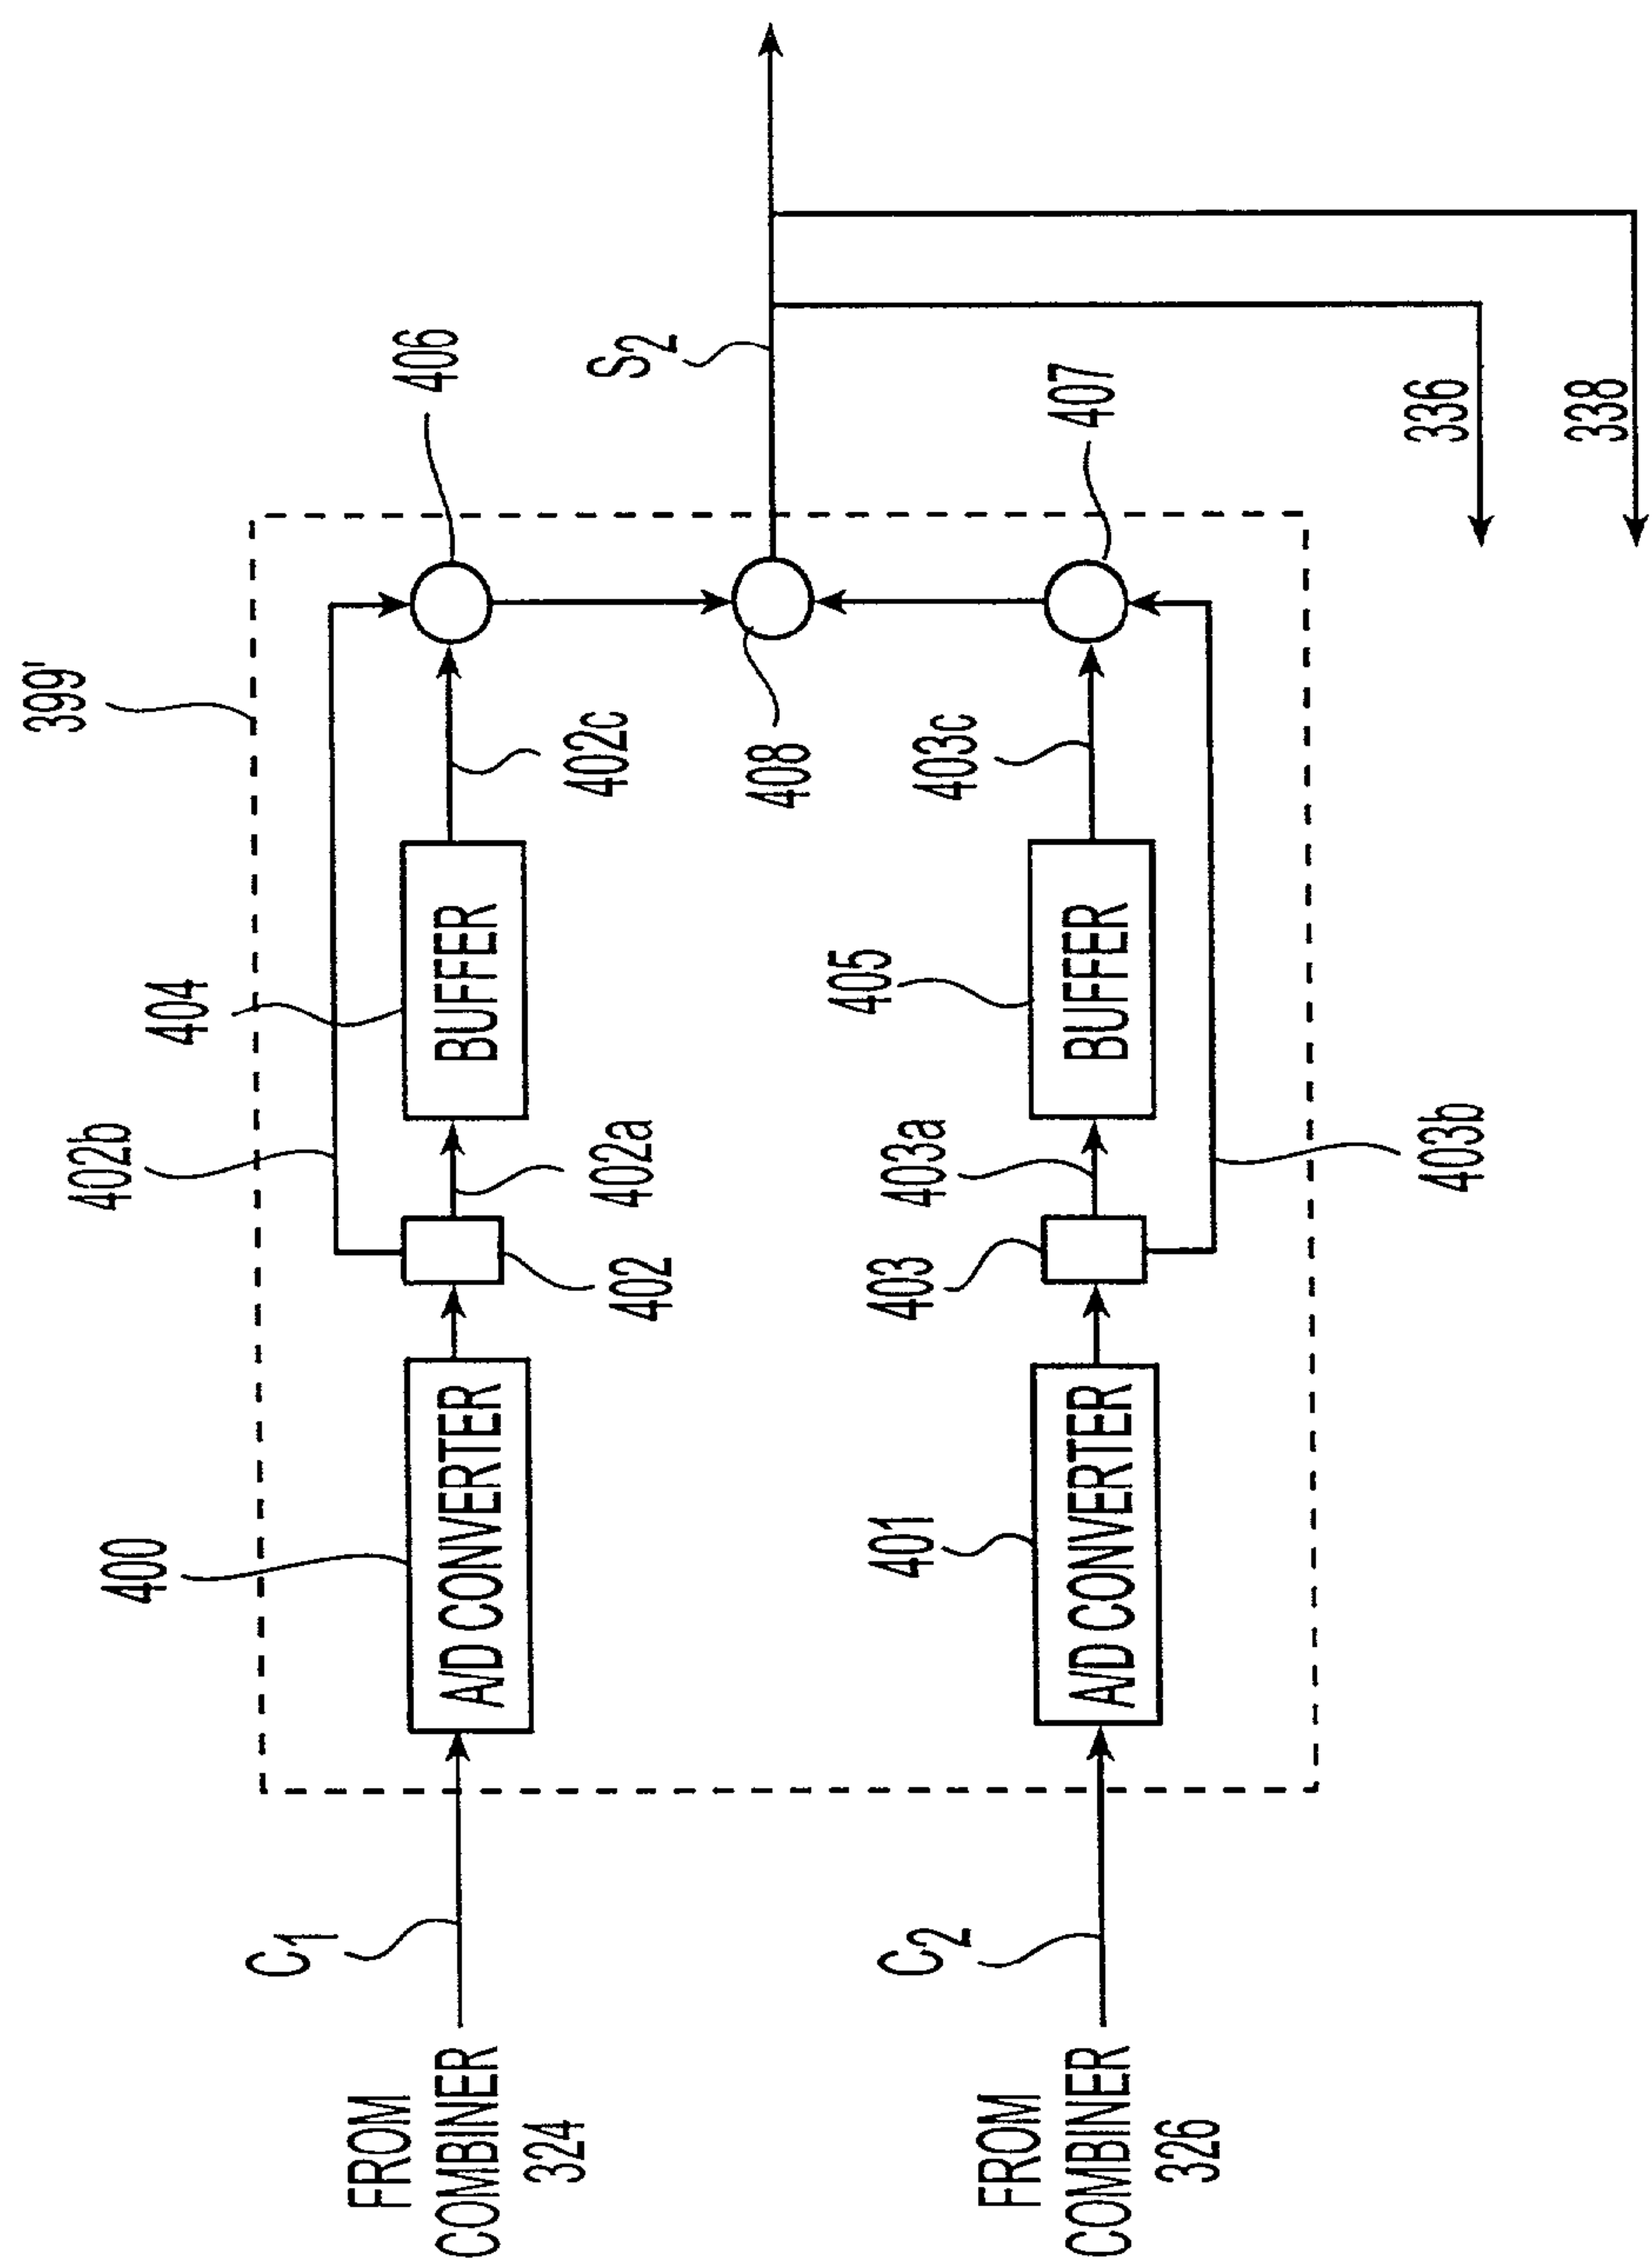 399'
402b
404
406
400
C1
FROM
COMBINER
324
A/D CONVERTER
402
402a
BUFFER
402c
S2
408
407
403c
405
403a
403
401
C2
FROM
COMBINER
326
A/D CONVERTER
BUFFER
403b
336
338